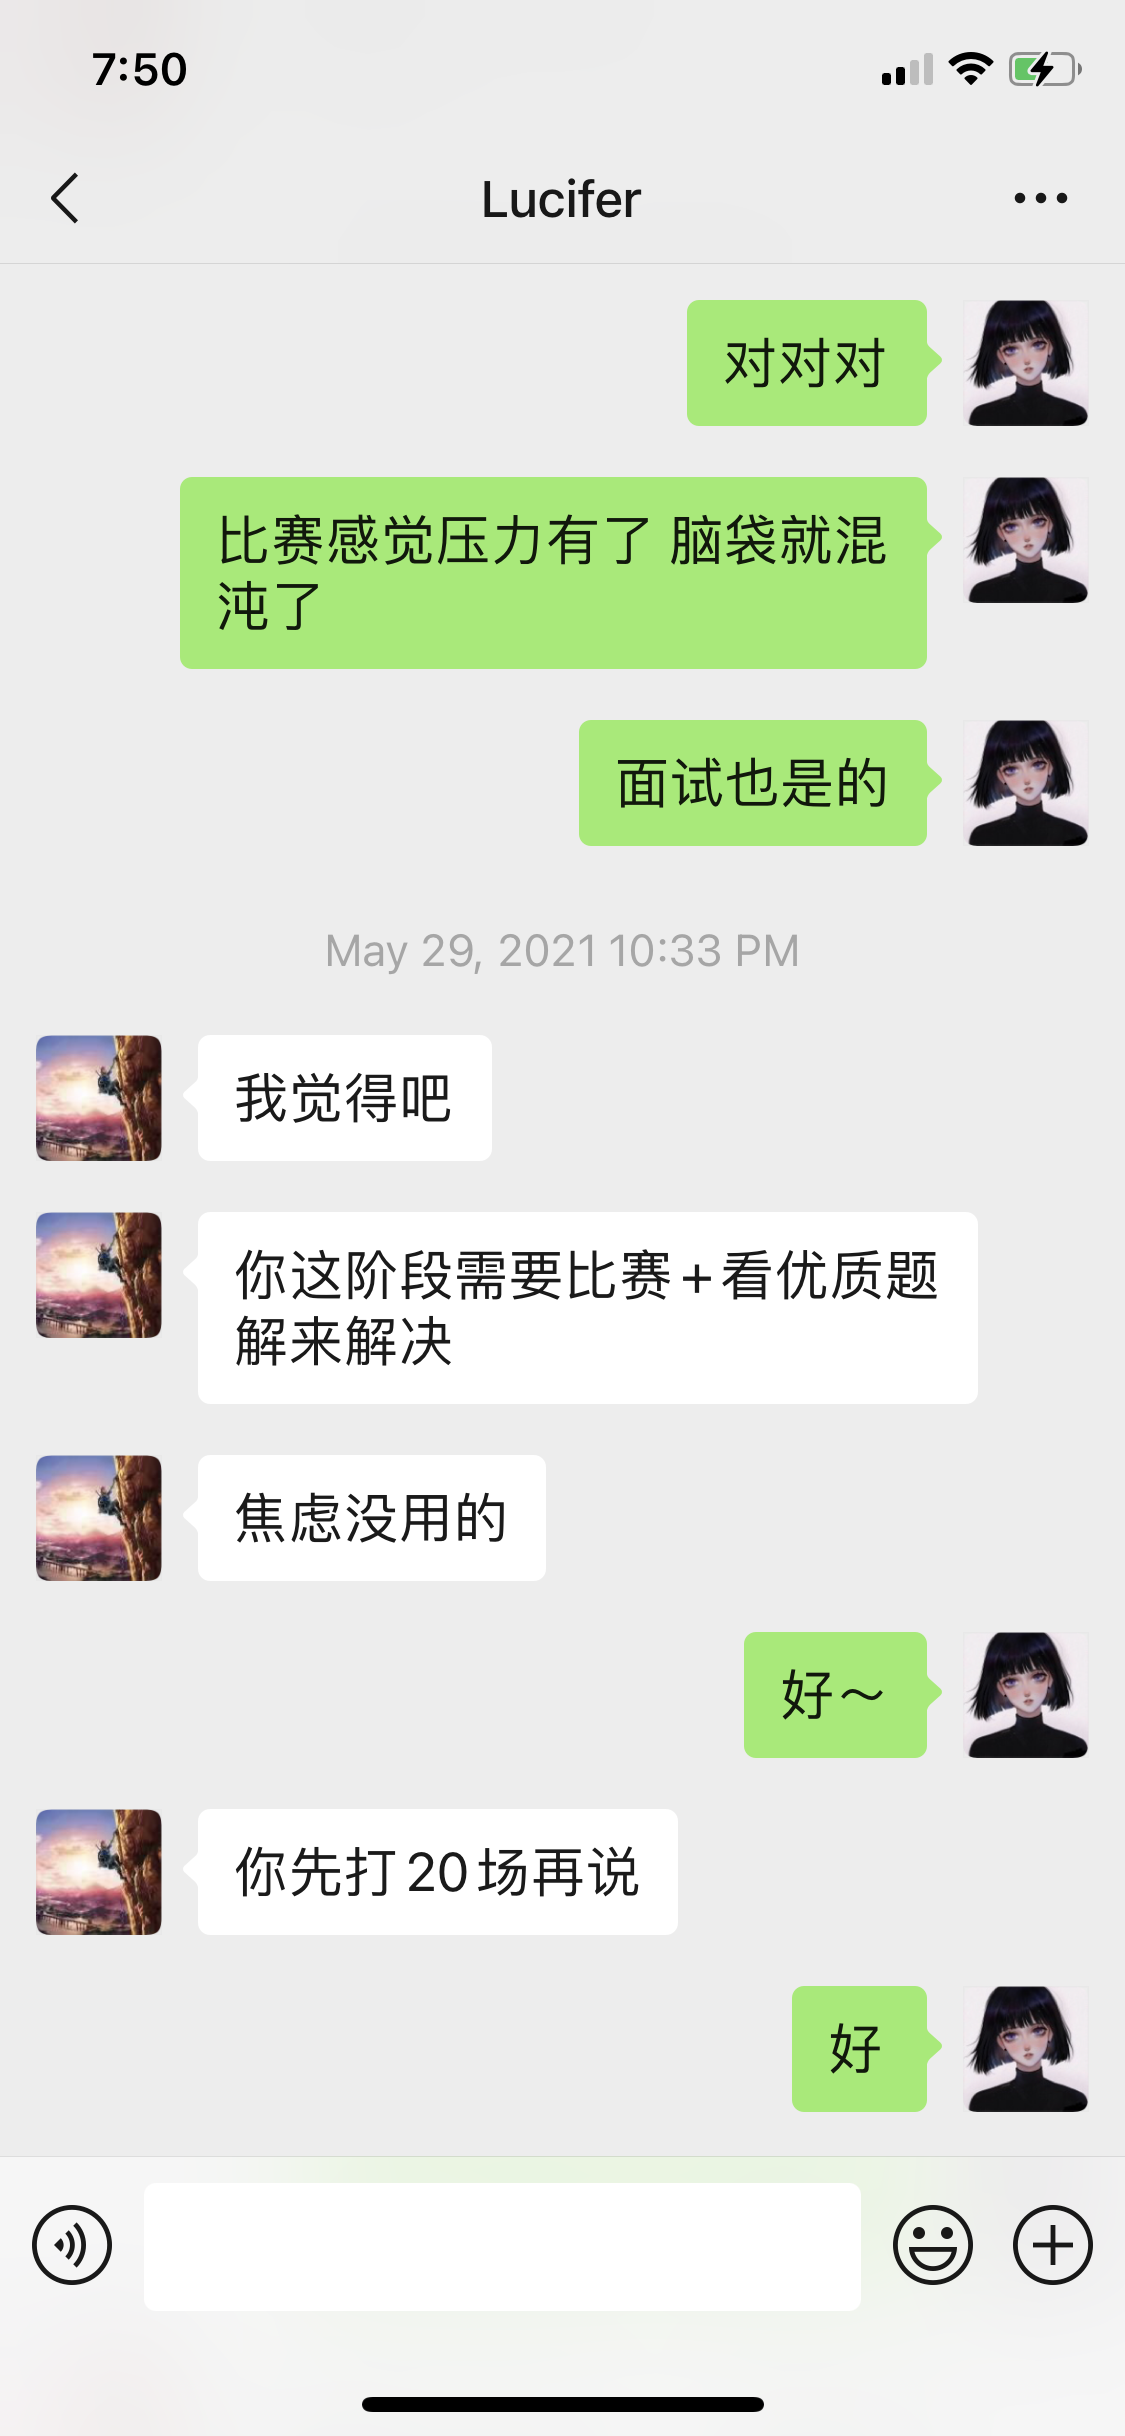 7:50
Lucifer
对对对
比赛感觉压力有了 脑袋就混
沌了
面试也是的
May 29, 2021 10:33 PM
我觉得吧
你这阶段需要比赛+看优质题
解来解决
焦虑没用的
好～
你先打20场再说
好